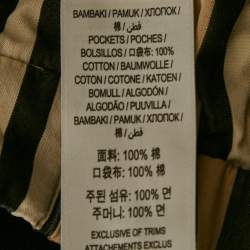 BAMBAKI / PAMUK / ХЛОПОК /
棉 / قطن /
POCKETS / POCHES /
BOLSILLOS / 口袋布: 100%
COTTON / BAUMWOLLE /
COTON / COTONE / KATOEN /
BOMULL / ALGODÓN /
ALGODÃO / PUUVILLA /
BAMBAKI / PAMUK / ХЛОПОК /
棉 / قطن /
面料: 100% 棉
口袋布: 100% 棉
주된 섬유: 100% 면
주머니: 100% 면
EXCLUSIVE OF TRIMS
ATTACHEMENTS EXCLUS